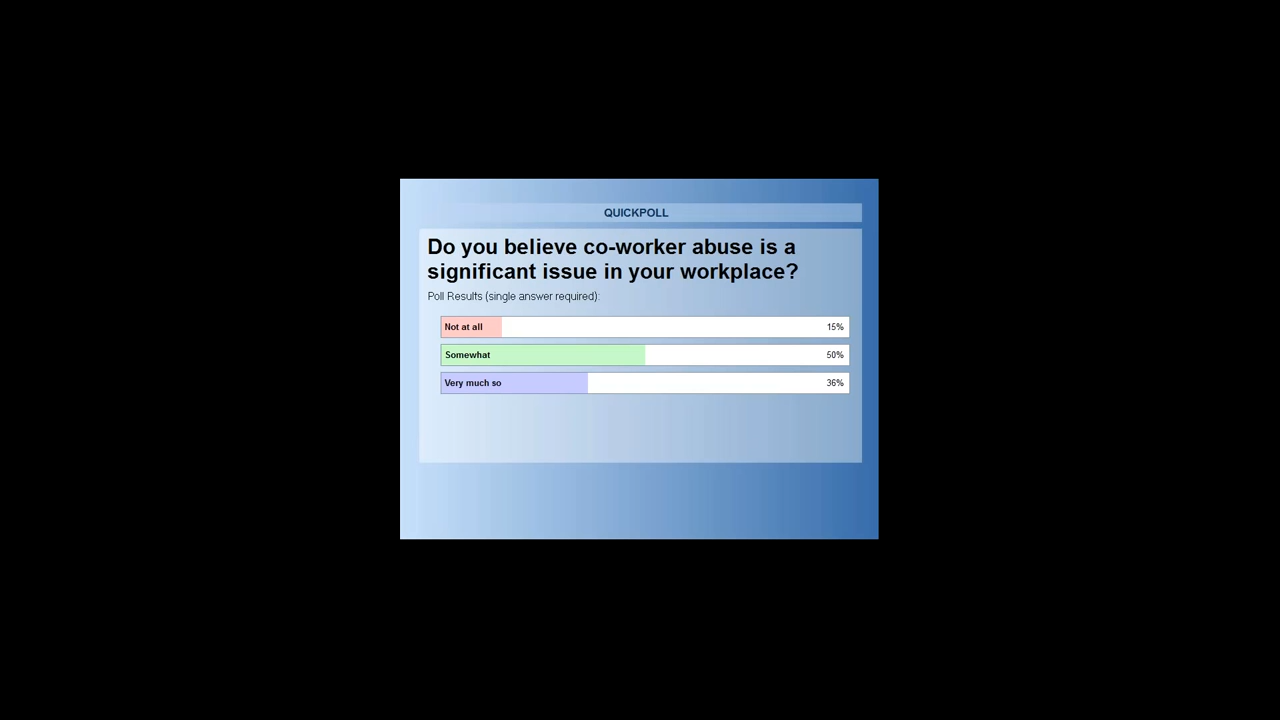 QUICKPOLL
Do you believe co-worker abuse is a
significant issue in your workplace?
Poll Results (single answer required):
Not at all 15%
Somewhat 50%
Very much so 36%